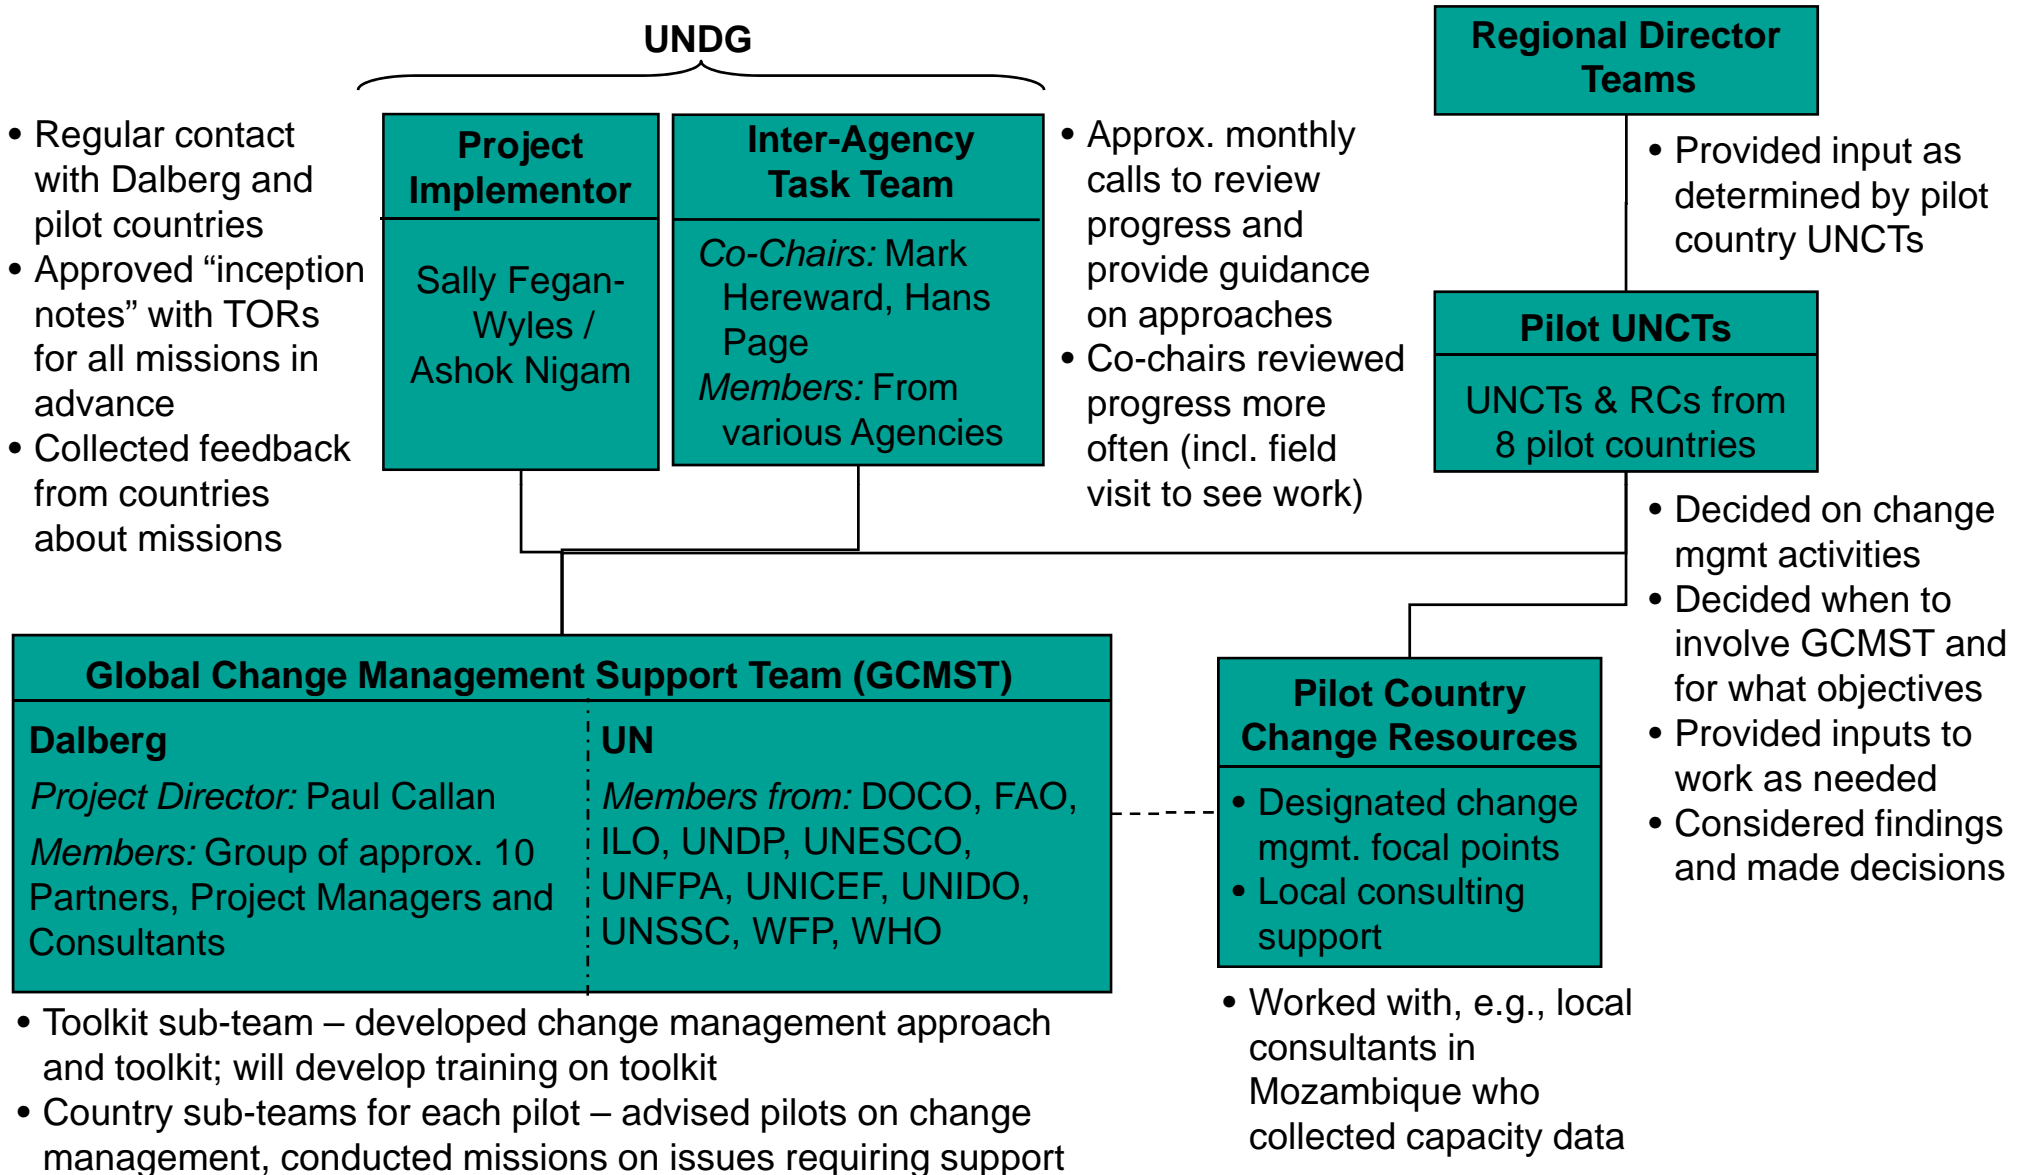 UNDG
Regional Director
Teams
• Regular contact
with Dalberg and
pilot countries
• Approved “inception
notes” with TORs
for all missions in
advance
• Collected feedback
from countries
about missions
Project
Implementor
Sally Fegan-
Wyles /
Ashok Nigam
Inter-Agency
Task Team
Co-Chairs: Mark
Hereward, Hans
Page
Members: From
various Agencies
• Approx. monthly
calls to review
progress and
provide guidance
on approaches
• Co-chairs reviewed
progress more
often (incl. field
visit to see work)
• Provided input as
determined by pilot
country UNCTs
Pilot UNCTs
UNCTs & RCs from
8 pilot countries
• Decided on change
mgmt activities
• Decided when to
involve GCMST and
for what objectives
• Provided inputs to
work as needed
• Considered findings
and made decisions
Global Change Management Support Team (GCMST)
Dalberg
Project Director: Paul Callan
Members: Group of approx. 10
Partners, Project Managers and
Consultants
UN
Members from: DOCO, FAO,
ILO, UNDP, UNESCO,
UNFPA, UNICEF, UNIDO,
UNSSC, WFP, WHO
Pilot Country
Change Resources
• Designated change
mgmt. focal points
• Local consulting
support
• Toolkit sub-team – developed change management approach
and toolkit; will develop training on toolkit
• Country sub-teams for each pilot – advised pilots on change
management, conducted missions on issues requiring support
• Worked with, e.g., local
consultants in
Mozambique who
collected capacity data